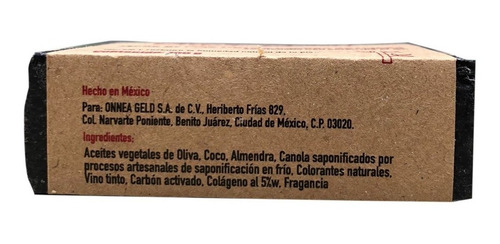 Hecho en México
Para: ONNEA GELD S.A. de C.V., Heriberto Frías 829.
Col. Narvarte Poniente, Benito Juárez, Ciudad de México, C.P. 03020.
Ingredientes:
Aceites vegetales de Oliva, Coco, Almendra, Canola saponificados por
procesos artesanales de saponificación en frío, Colorantes naturales,
Vino tinto, Carbón activado, Colágeno al 5%w, Fragancia